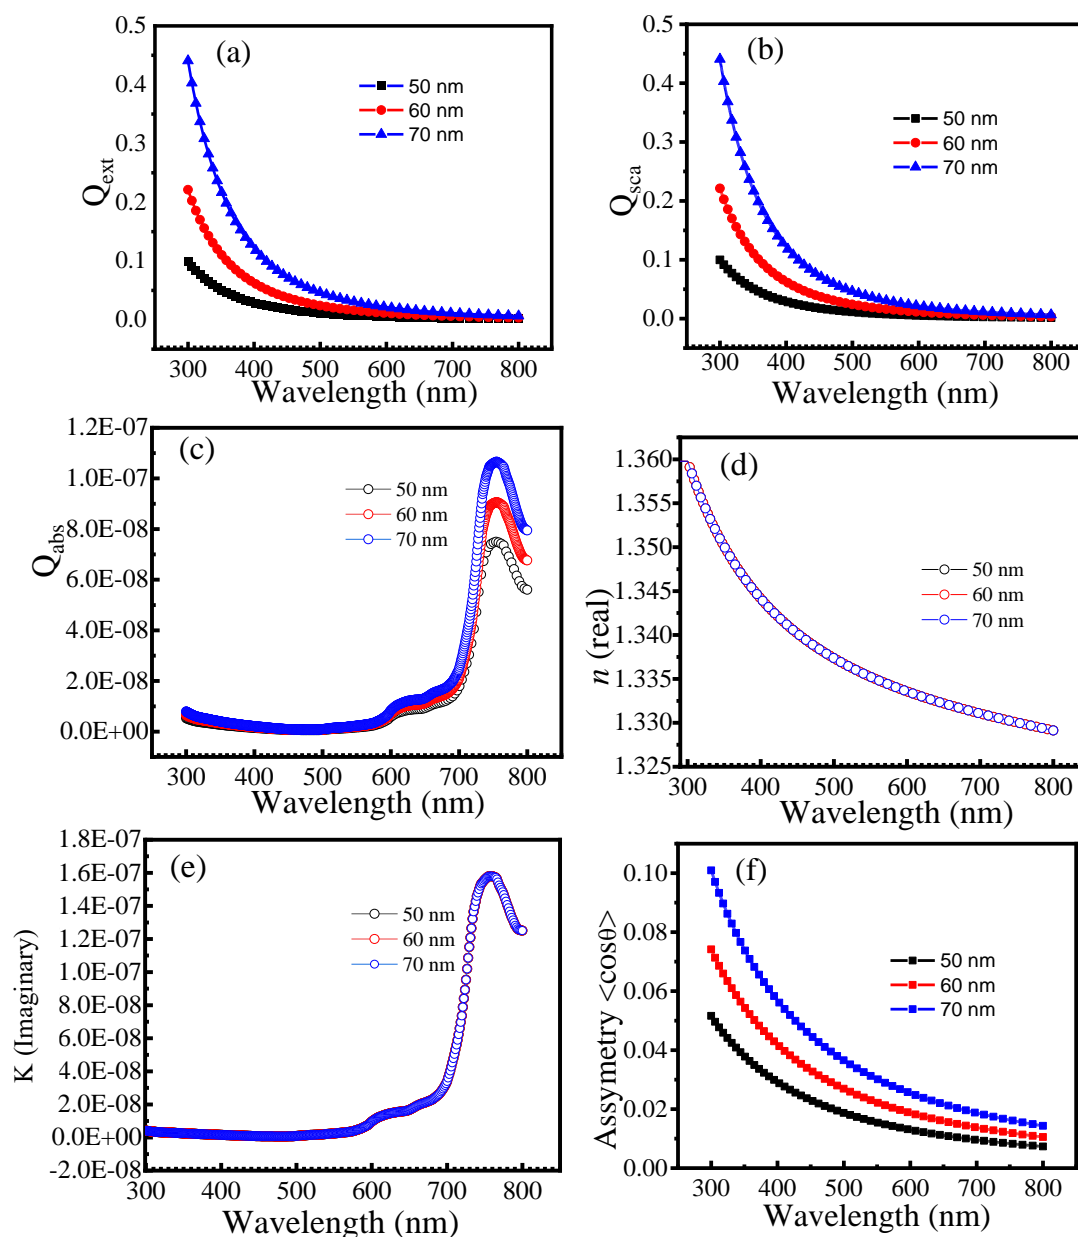 (a)
0.5
0.4
0.3
0.2
0.1
0.0
Q_ext
50 nm
60 nm
70 nm
300 400 500 600 700 800
Wavelength (nm)
(b)
0.5
0.4
0.3
0.2
0.1
0.0
Q_sca
50 nm
60 nm
70 nm
300 400 500 600 700 800
Wavelength (nm)
(c)
1.2E-07
1.0E-07
8.0E-08
6.0E-08
4.0E-08
2.0E-08
0.0E+00
Q_abs
50 nm
60 nm
70 nm
300 400 500 600 700 800
Wavelength (nm)
(d)
1.360
1.355
1.350
1.345
1.340
1.335
1.330
1.325
n (real)
50 nm
60 nm
70 nm
300 400 500 600 700 800
Wavelength (nm)
(e)
1.8E-07
1.6E-07
1.4E-07
1.2E-07
1.0E-07
8.0E-08
6.0E-08
4.0E-08
2.0E-08
0.0E+00
-2.0E-08
K (Imaginary)
50 nm
60 nm
70 nm
300 400 500 600 700 800
Wavelength (nm)
(f)
0.10
0.08
0.06
0.04
0.02
0.00
Assymetry <cosθ>
50 nm
60 nm
70 nm
300 400 500 600 700 800
Wavelength (nm)